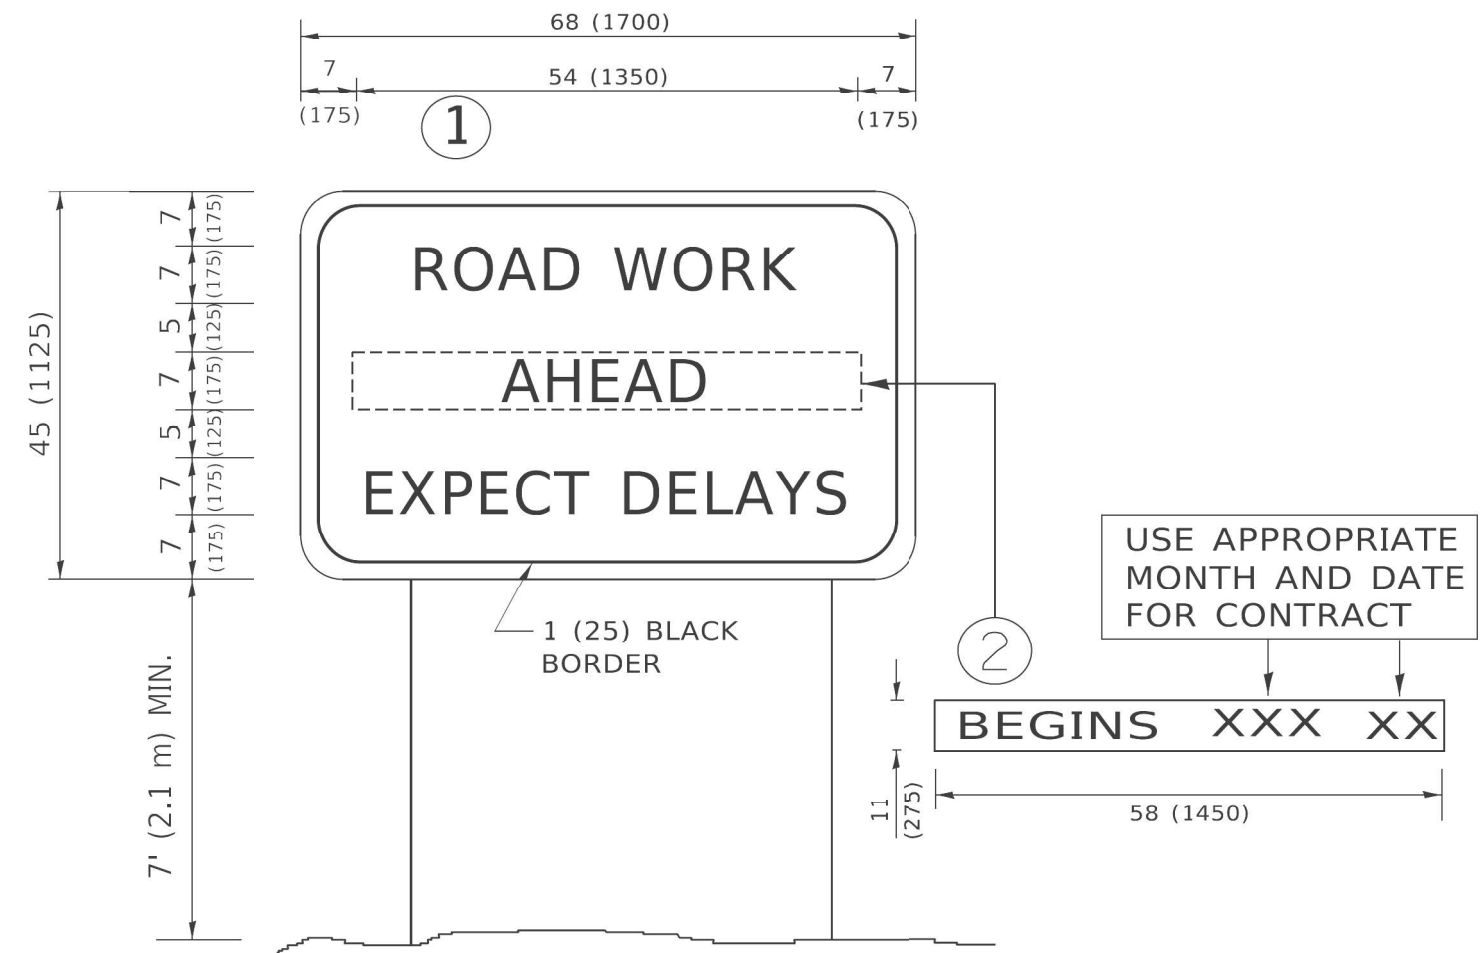 68 (1700)
7
54 (1350)
7
(175)
(175)
1
7
(175)
7
(175)
5
(125)
7
(175)
5
(125)
7
(175)
7
(175)
45 (1125)
ROAD WORK
AHEAD
EXPECT DELAYS
1 (25) BLACK
BORDER
7' (2.1 m) MIN.
2
USE APPROPRIATE
MONTH AND DATE
FOR CONTRACT
BEGINS XXX XX
11
(275)
58 (1450)